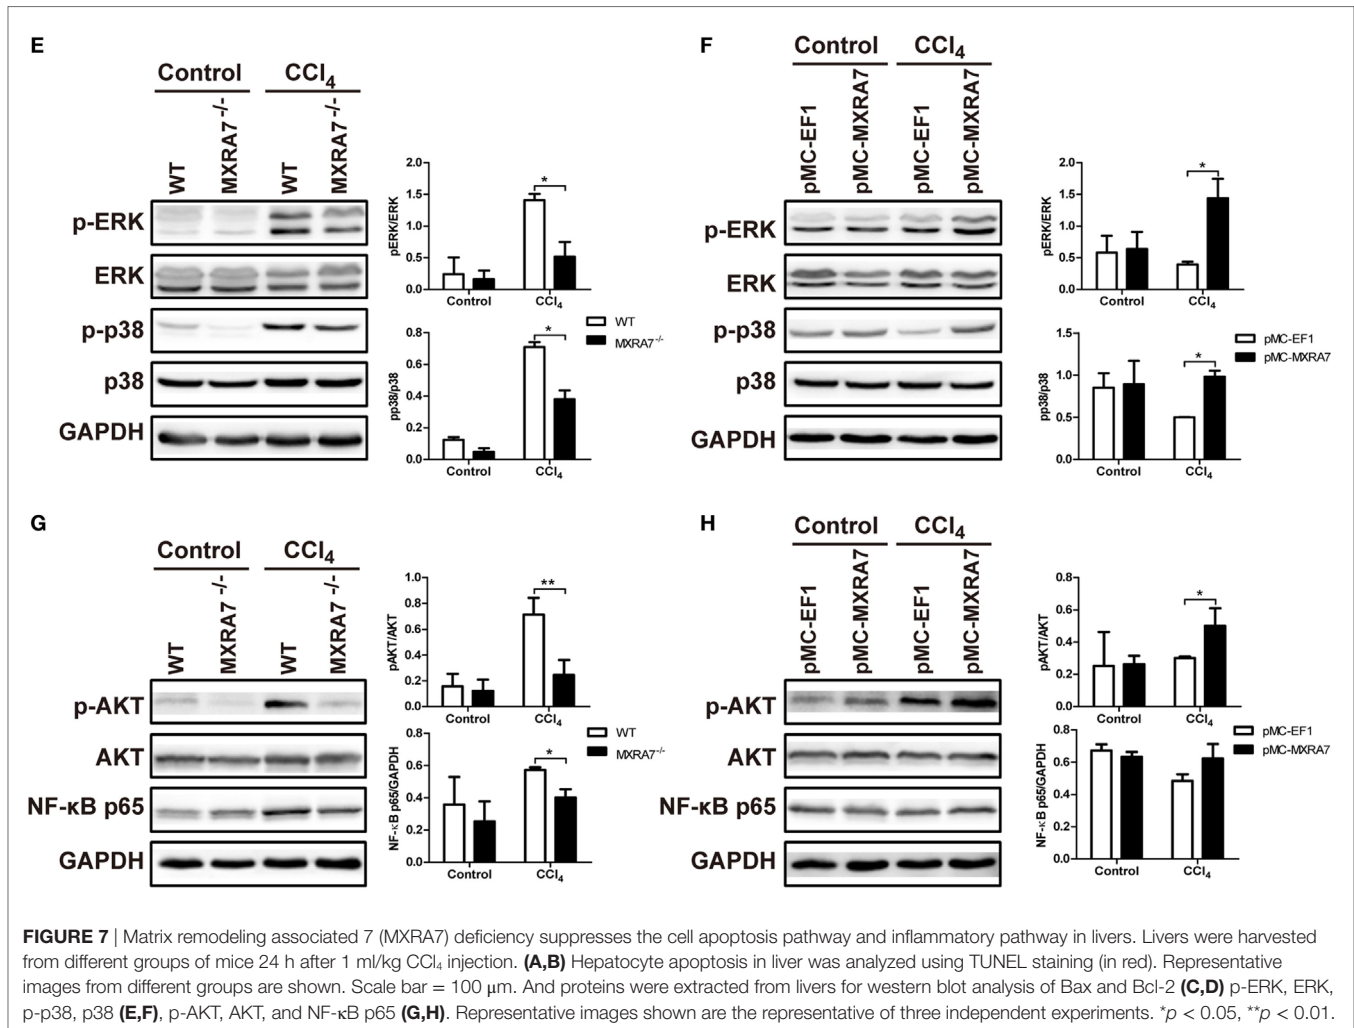 E
Control CCl₄
WT MXRA7⁻/⁻ WT MXRA7⁻/⁻
p-ERK
ERK
p-p38
p38
GAPDH
pERK/ERK
2.0
1.5
1.0
0.5
0.0
Control CCl₄
*
WT
MXRA7⁻/⁻
pp38/p38
0.8
0.6
0.4
0.2
0.0
Control CCl₄
*
F
Control CCl₄
pMC-EF1 pMC-MXRA7 pMC-EF1 pMC-MXRA7
p-ERK
ERK
p-p38
p38
GAPDH
pERK/ERK
2.0
1.5
1.0
0.5
0.0
Control CCl₄
*
pMC-EF1
pMC-MXRA7
pp38/p38
1.5
1.0
0.5
0.0
Control CCl₄
*
G
Control CCl₄
WT MXRA7⁻/⁻ WT MXRA7⁻/⁻
p-AKT
AKT
NF-κB p65
GAPDH
pAKT/AKT
1.0
0.8
0.6
0.4
0.2
0.0
Control CCl₄
**
WT
MXRA7⁻/⁻
NF-κB p65/GAPDH
0.8
0.6
0.4
0.2
0.0
Control CCl₄
*
H
Control CCl₄
pMC-EF1 pMC-MXRA7 pMC-EF1 pMC-MXRA7
p-AKT
AKT
NF-κB p65
GAPDH
pAKT/AKT
0.8
0.6
0.4
0.2
0.0
Control CCl₄
*
pMC-EF1
pMC-MXRA7
NF-κB p65/GAPDH
0.8
0.6
0.4
0.2
0.0
Control CCl₄
FIGURE 7 | Matrix remodeling associated 7 (MXRA7) deficiency suppresses the cell apoptosis pathway and inflammatory pathway in livers. Livers were harvested
from different groups of mice 24 h after 1 ml/kg CCl₄ injection. (A,B) Hepatocyte apoptosis in liver was analyzed using TUNEL staining (in red). Representative
images from different groups are shown. Scale bar = 100 μm. And proteins were extracted from livers for western blot analysis of Bax and Bcl-2 (C,D) p-ERK, ERK,
p-p38, p38 (E,F), p-AKT, AKT, and NF-κB p65 (G,H). Representative images shown are the representative of three independent experiments. *p < 0.05, **p < 0.01.